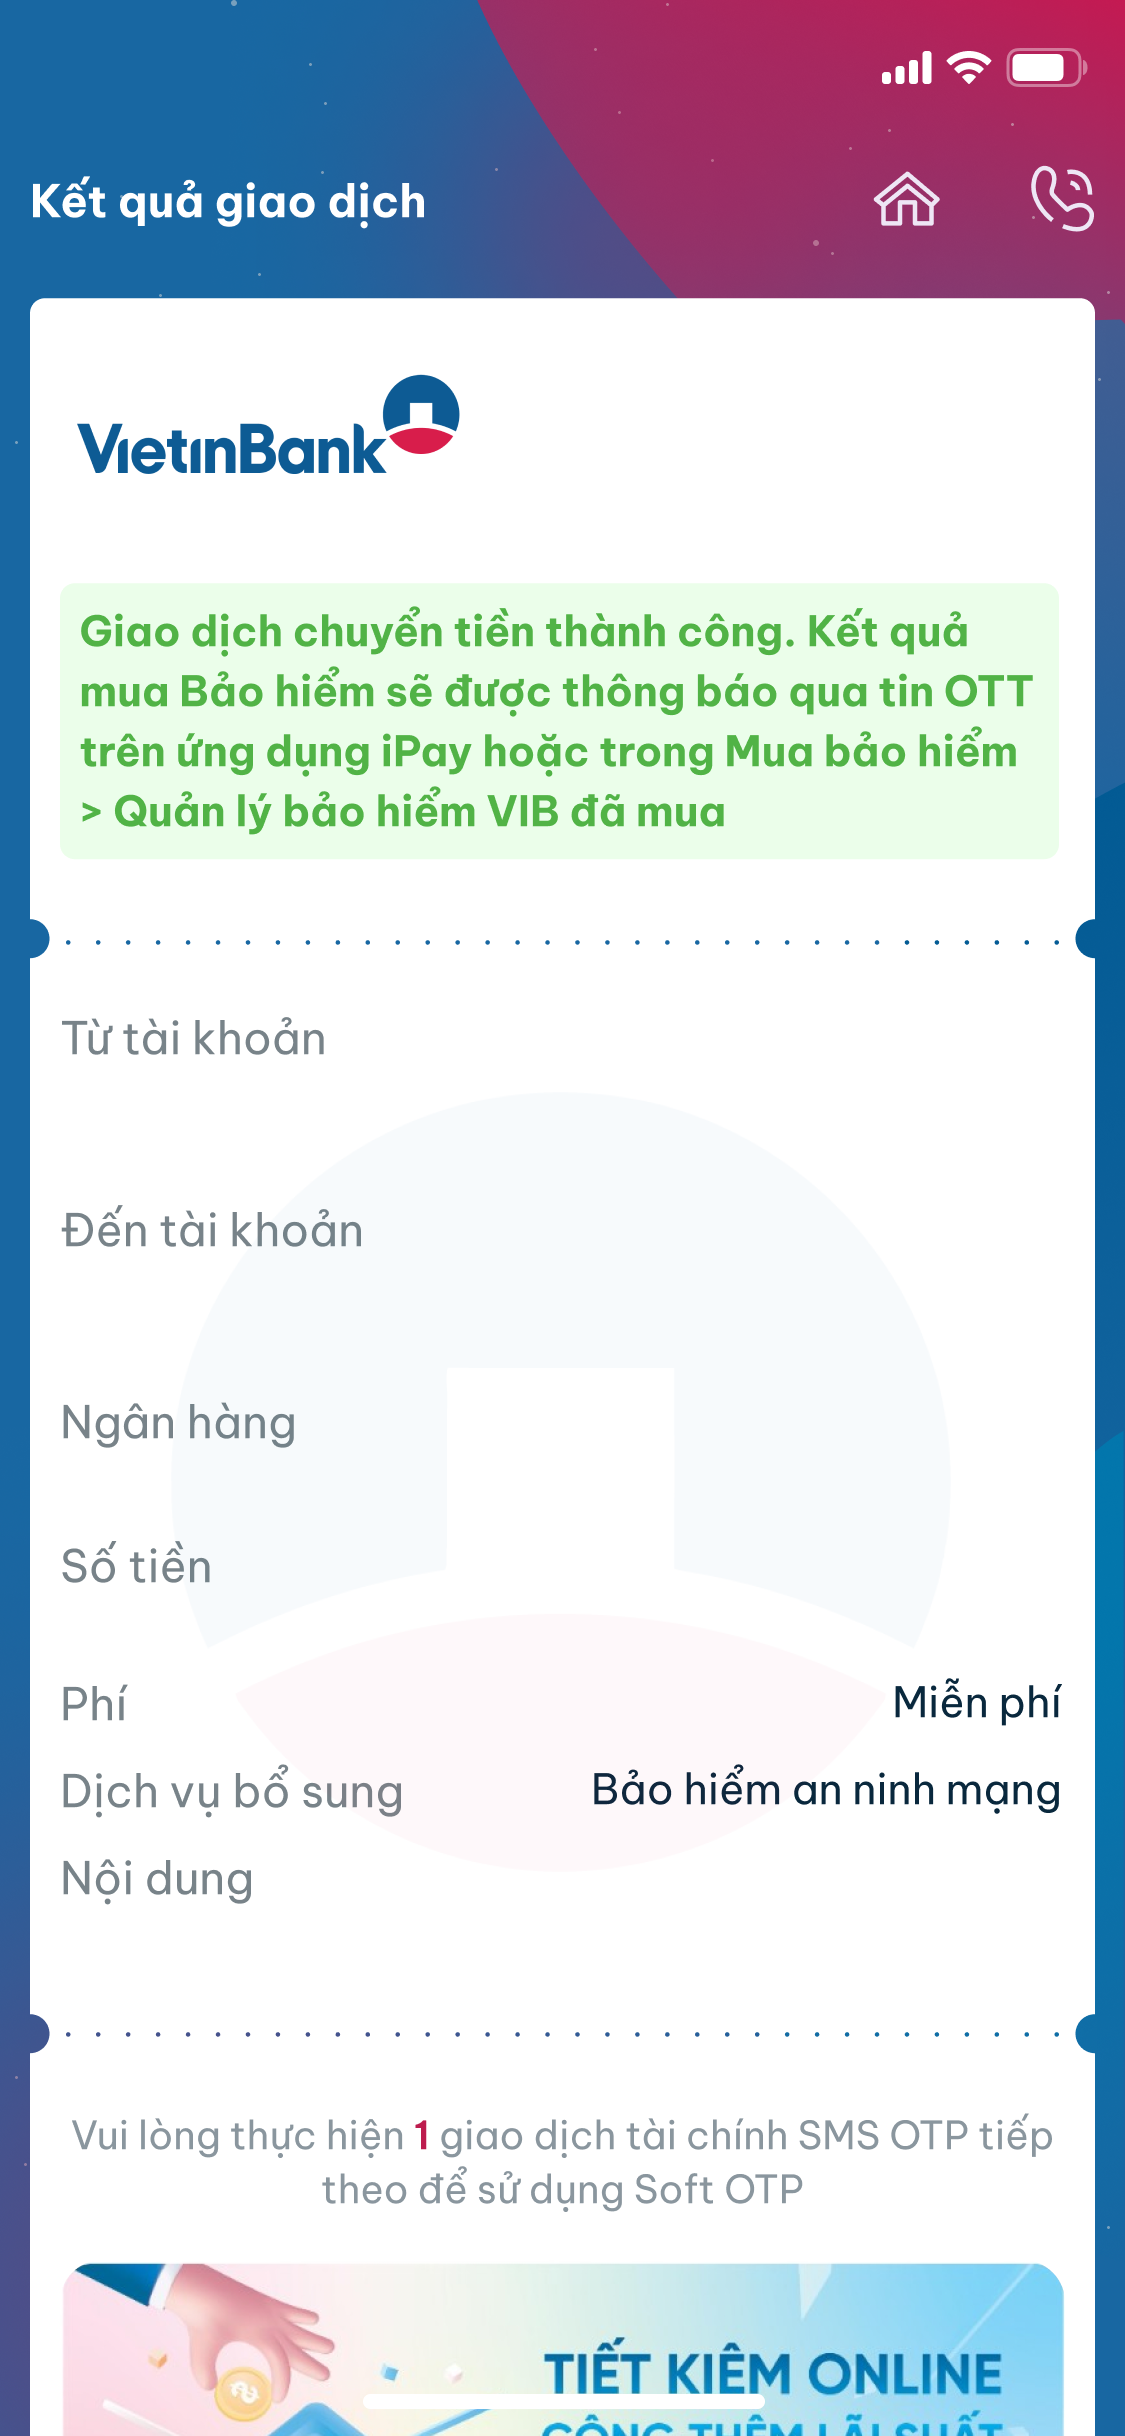 Kết quả giao dịch
VietinBank
Giao dịch chuyển tiền thành công. Kết quả
mua Bảo hiểm sẽ được thông báo qua tin OTT
trên ứng dụng iPay hoặc trong Mua bảo hiểm
> Quản lý bảo hiểm VIB đã mua
Từ tài khoản
Đến tài khoản
Ngân hàng
Số tiền
Phí Miễn phí
Dịch vụ bổ sung Bảo hiểm an ninh mạng
Nội dung
Vui lòng thực hiện 1 giao dịch tài chính SMS OTP tiếp
theo để sử dụng Soft OTP
TIẾT KIỆM ONLINE
CỘNG THÊM LÃI SUẤT